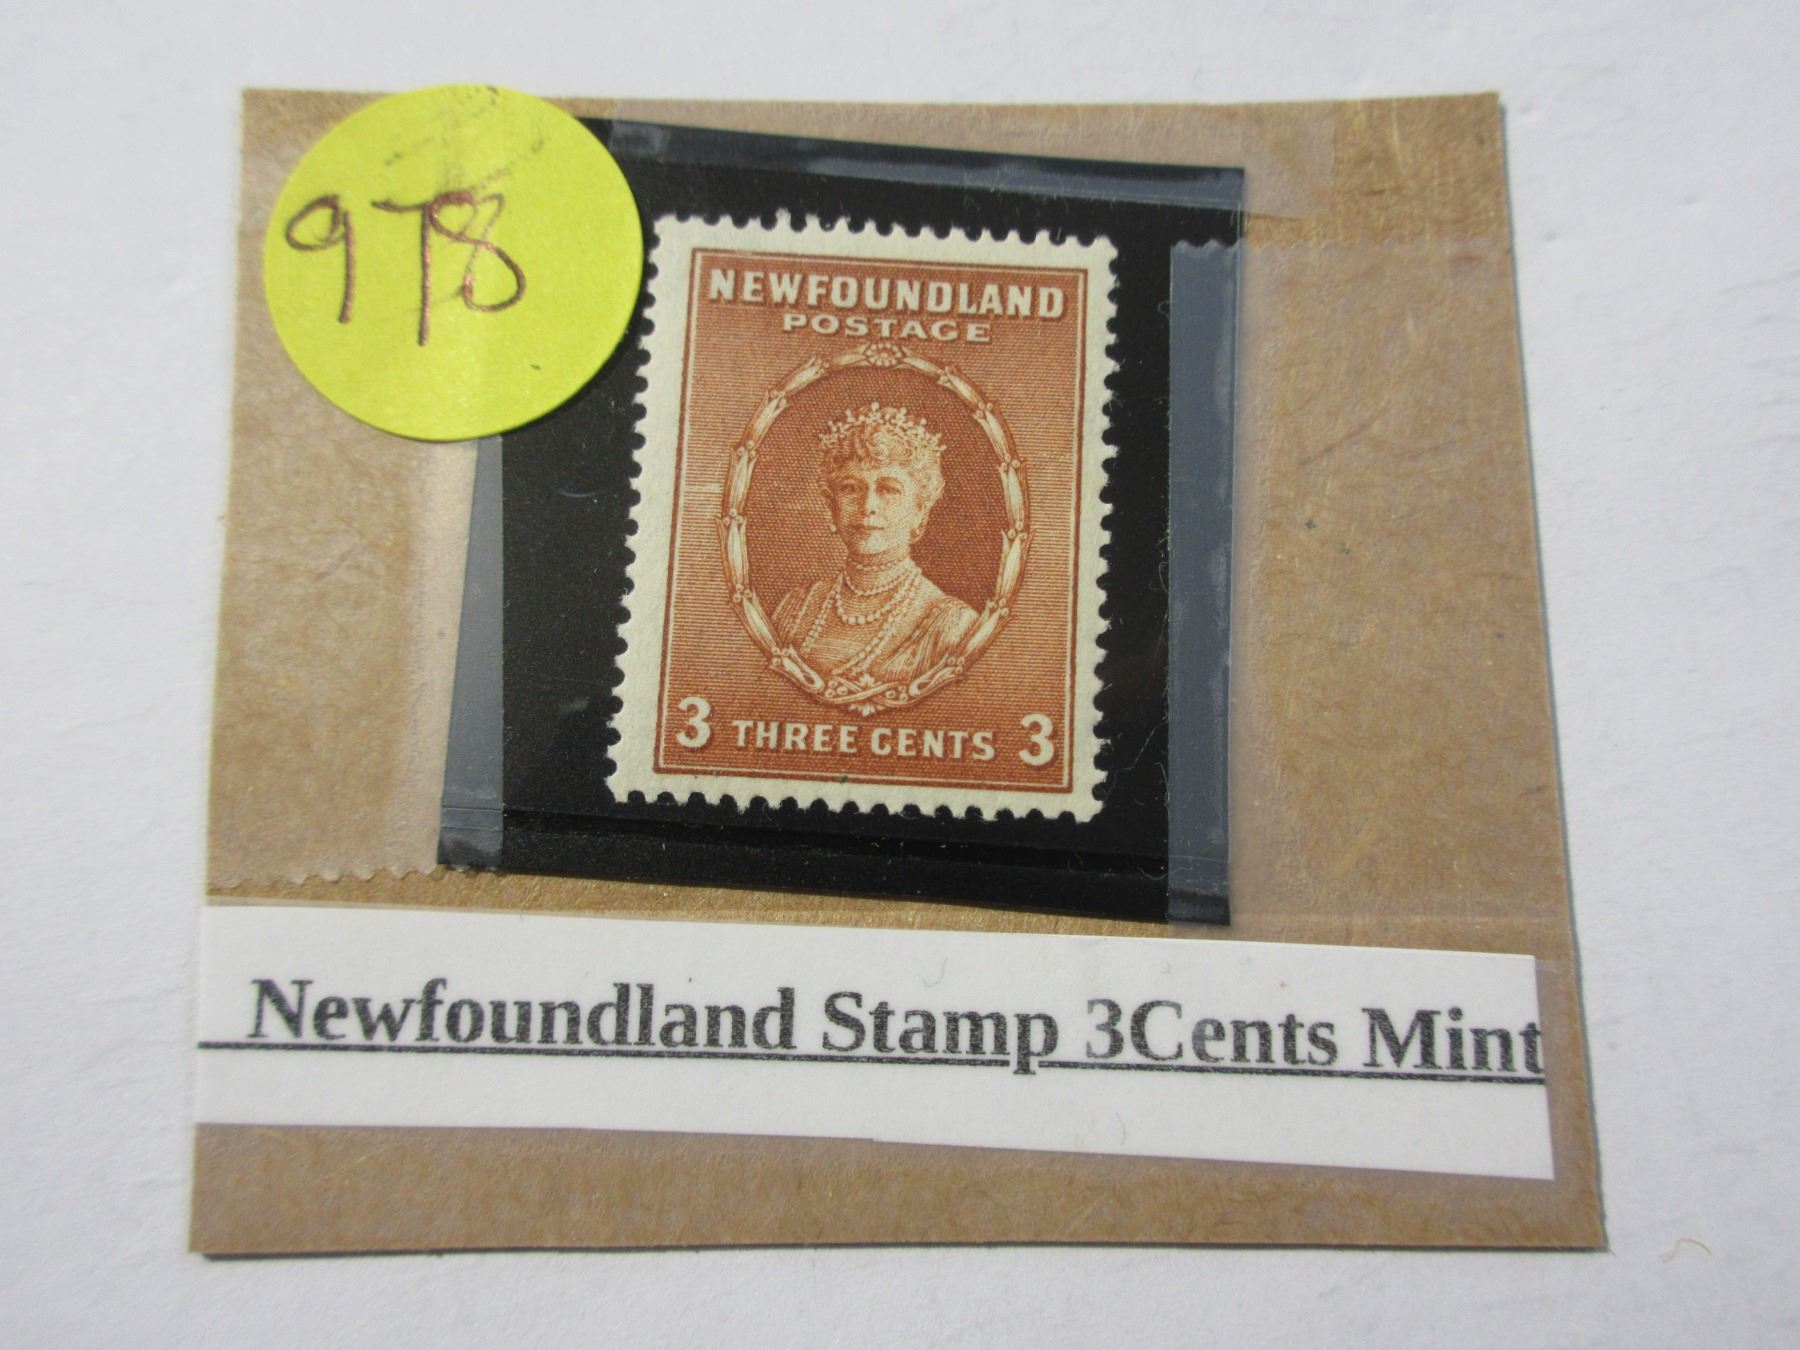 978
NEWFOUNDLAND
POSTAGE
3 THREE CENTS 3
Newfoundland Stamp 3Cents Mint